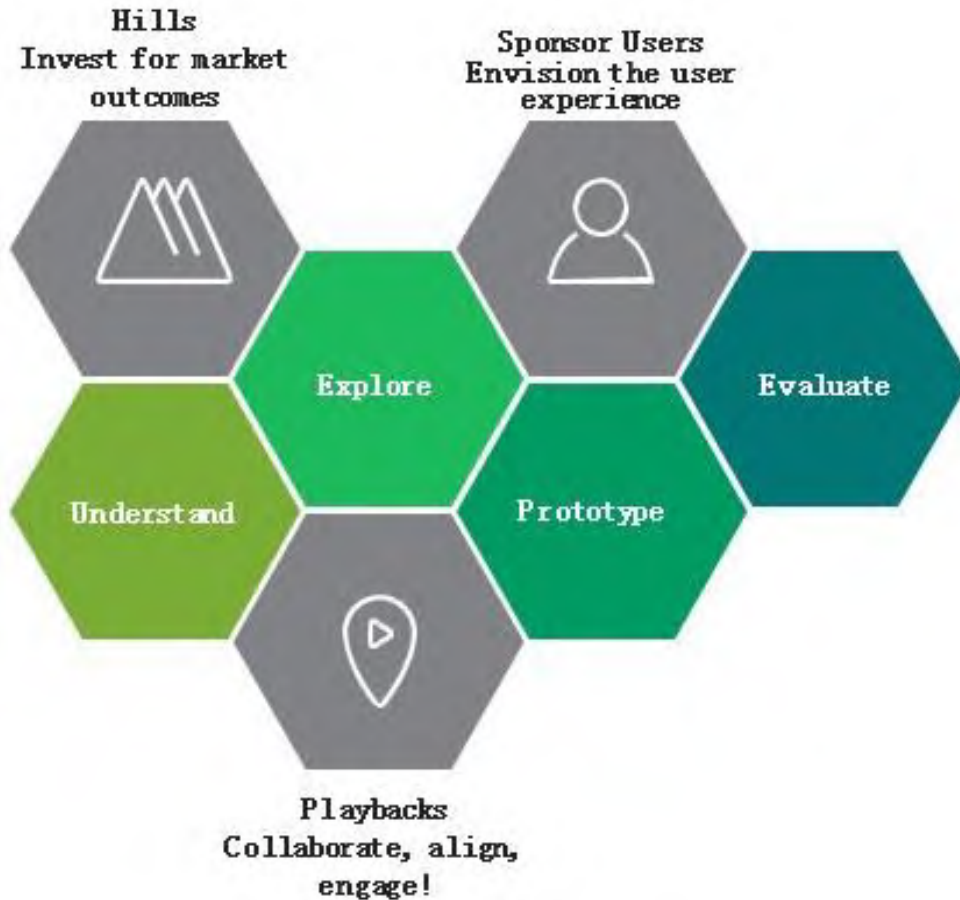 Hills
Invest for market
outcomes
Sponsor Users
Envision the user
experience
Explore
Evaluate
Understand
Prototype
Playbacks
Collaborate, align,
engage!